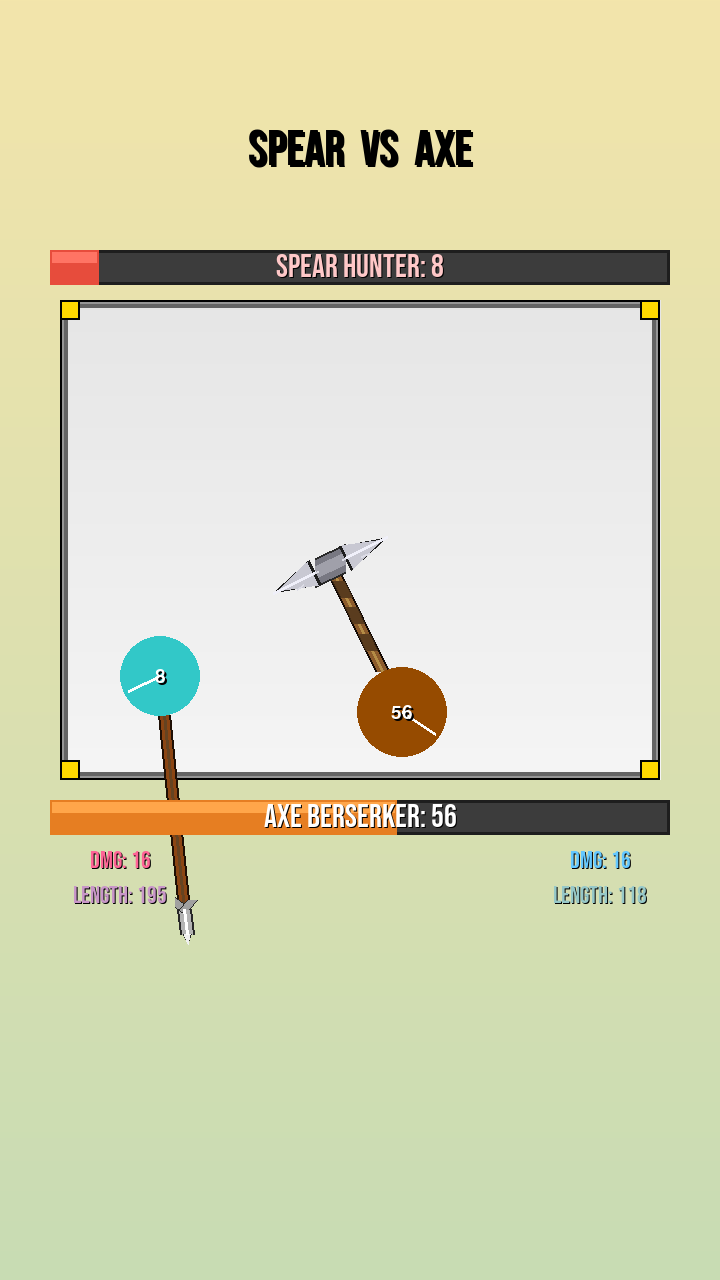 SPEAR VS AXE
SPEAR HUNTER: 8
8
56
AXE BERSERKER: 56
DMG: 16
DMG: 16
LENGTH: 195
LENGTH: 118